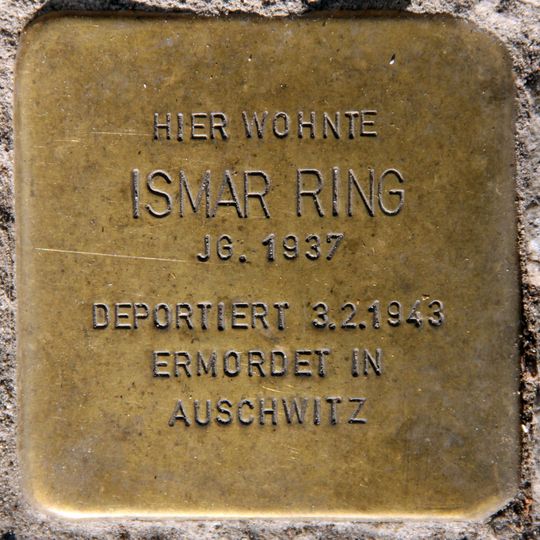 HIER WOHNTE
ISMAR RING
JG. 1937
DEPORTIERT 3.2.1943
ERMORDET IN
AUSCHWITZ